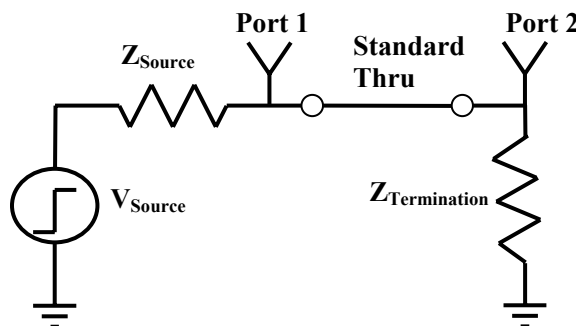 Port 1
Port 2
Standard
Thru
Z_Source
V_Source
Z_Termination